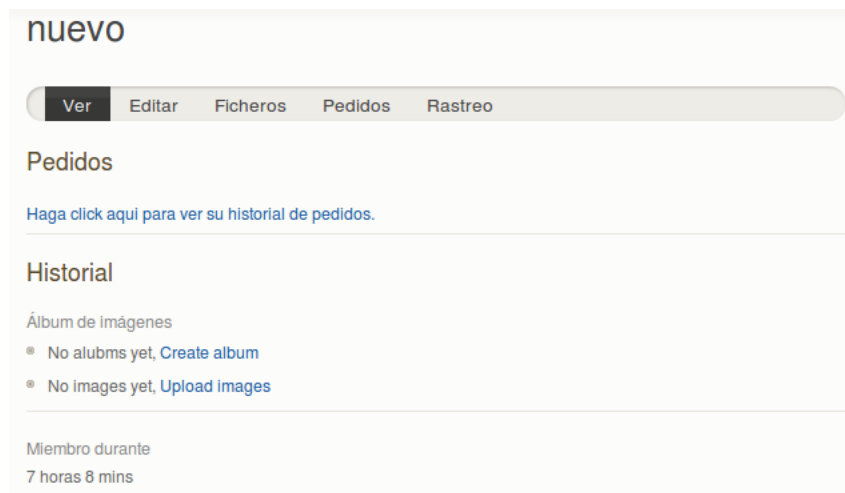 nuevo
Ver Editar Ficheros Pedidos Rastreo
Pedidos
Haga click aqui para ver su historial de pedidos.
Historial
Álbum de imágenes
No alubms yet, Create album
No images yet, Upload images
Miembro durante
7 horas 8 mins